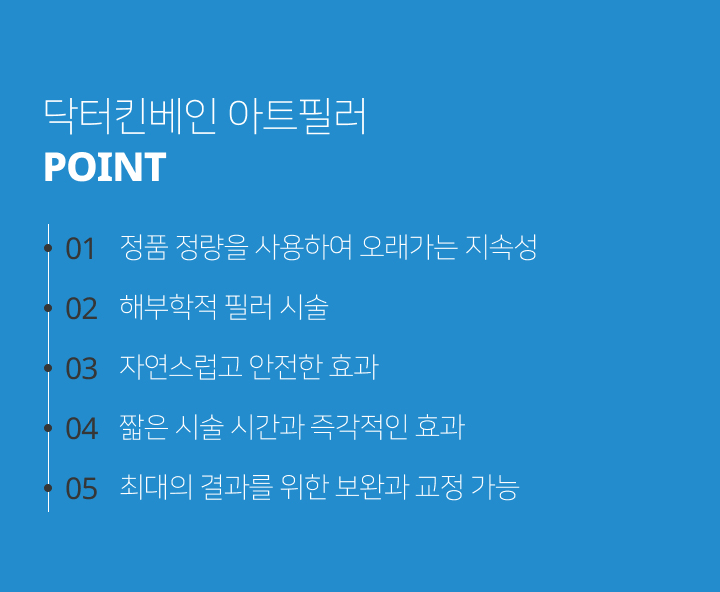 닥터킨베인 아트필러
POINT
01 정품 정량을 사용하여 오래가는 지속성
02 해부학적 필러 시술
03 자연스럽고 안전한 효과
04 짧은 시술 시간과 즉각적인 효과
05 최대의 결과를 위한 보완과 교정 가능